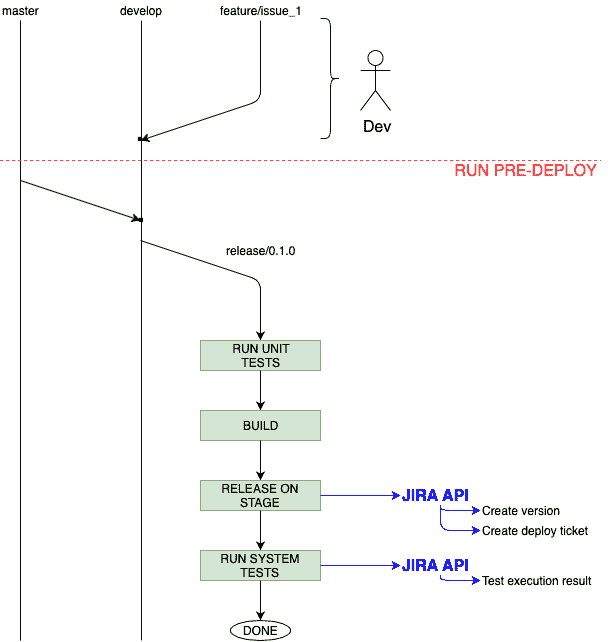 master
develop
feature/issue_1
Dev
RUN PRE-DEPLOY
release/0.1.0
RUN UNIT
TESTS
BUILD
RELEASE ON
STAGE
JIRA API
Create version
Create deploy ticket
RUN SYSTEM
TESTS
JIRA API
Test execution result
DONE